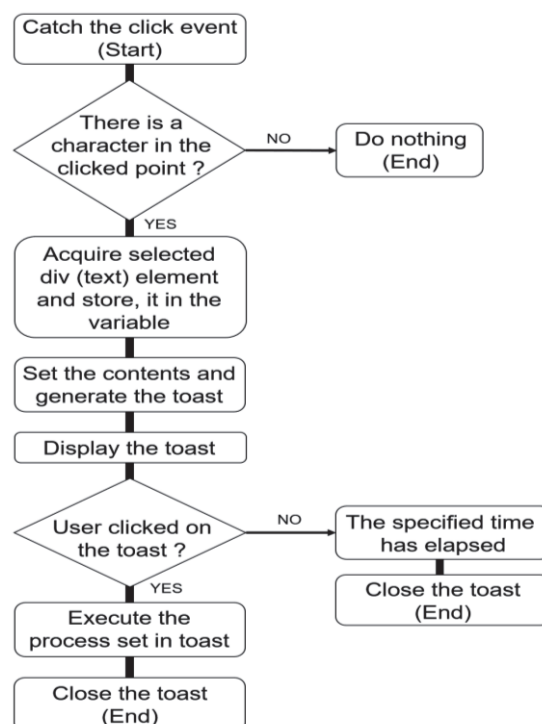 Catch the click event
(Start)
There is a
character in the
clicked point ?
NO
Do nothing
(End)
YES
Acquire selected
div (text) element
and store, it in the
variable
Set the contents and
generate the toast
Display the toast
User clicked on
the toast ?
NO
The specified time
has elapsed
Close the toast
(End)
YES
Execute the
process set in toast
Close the toast
(End)